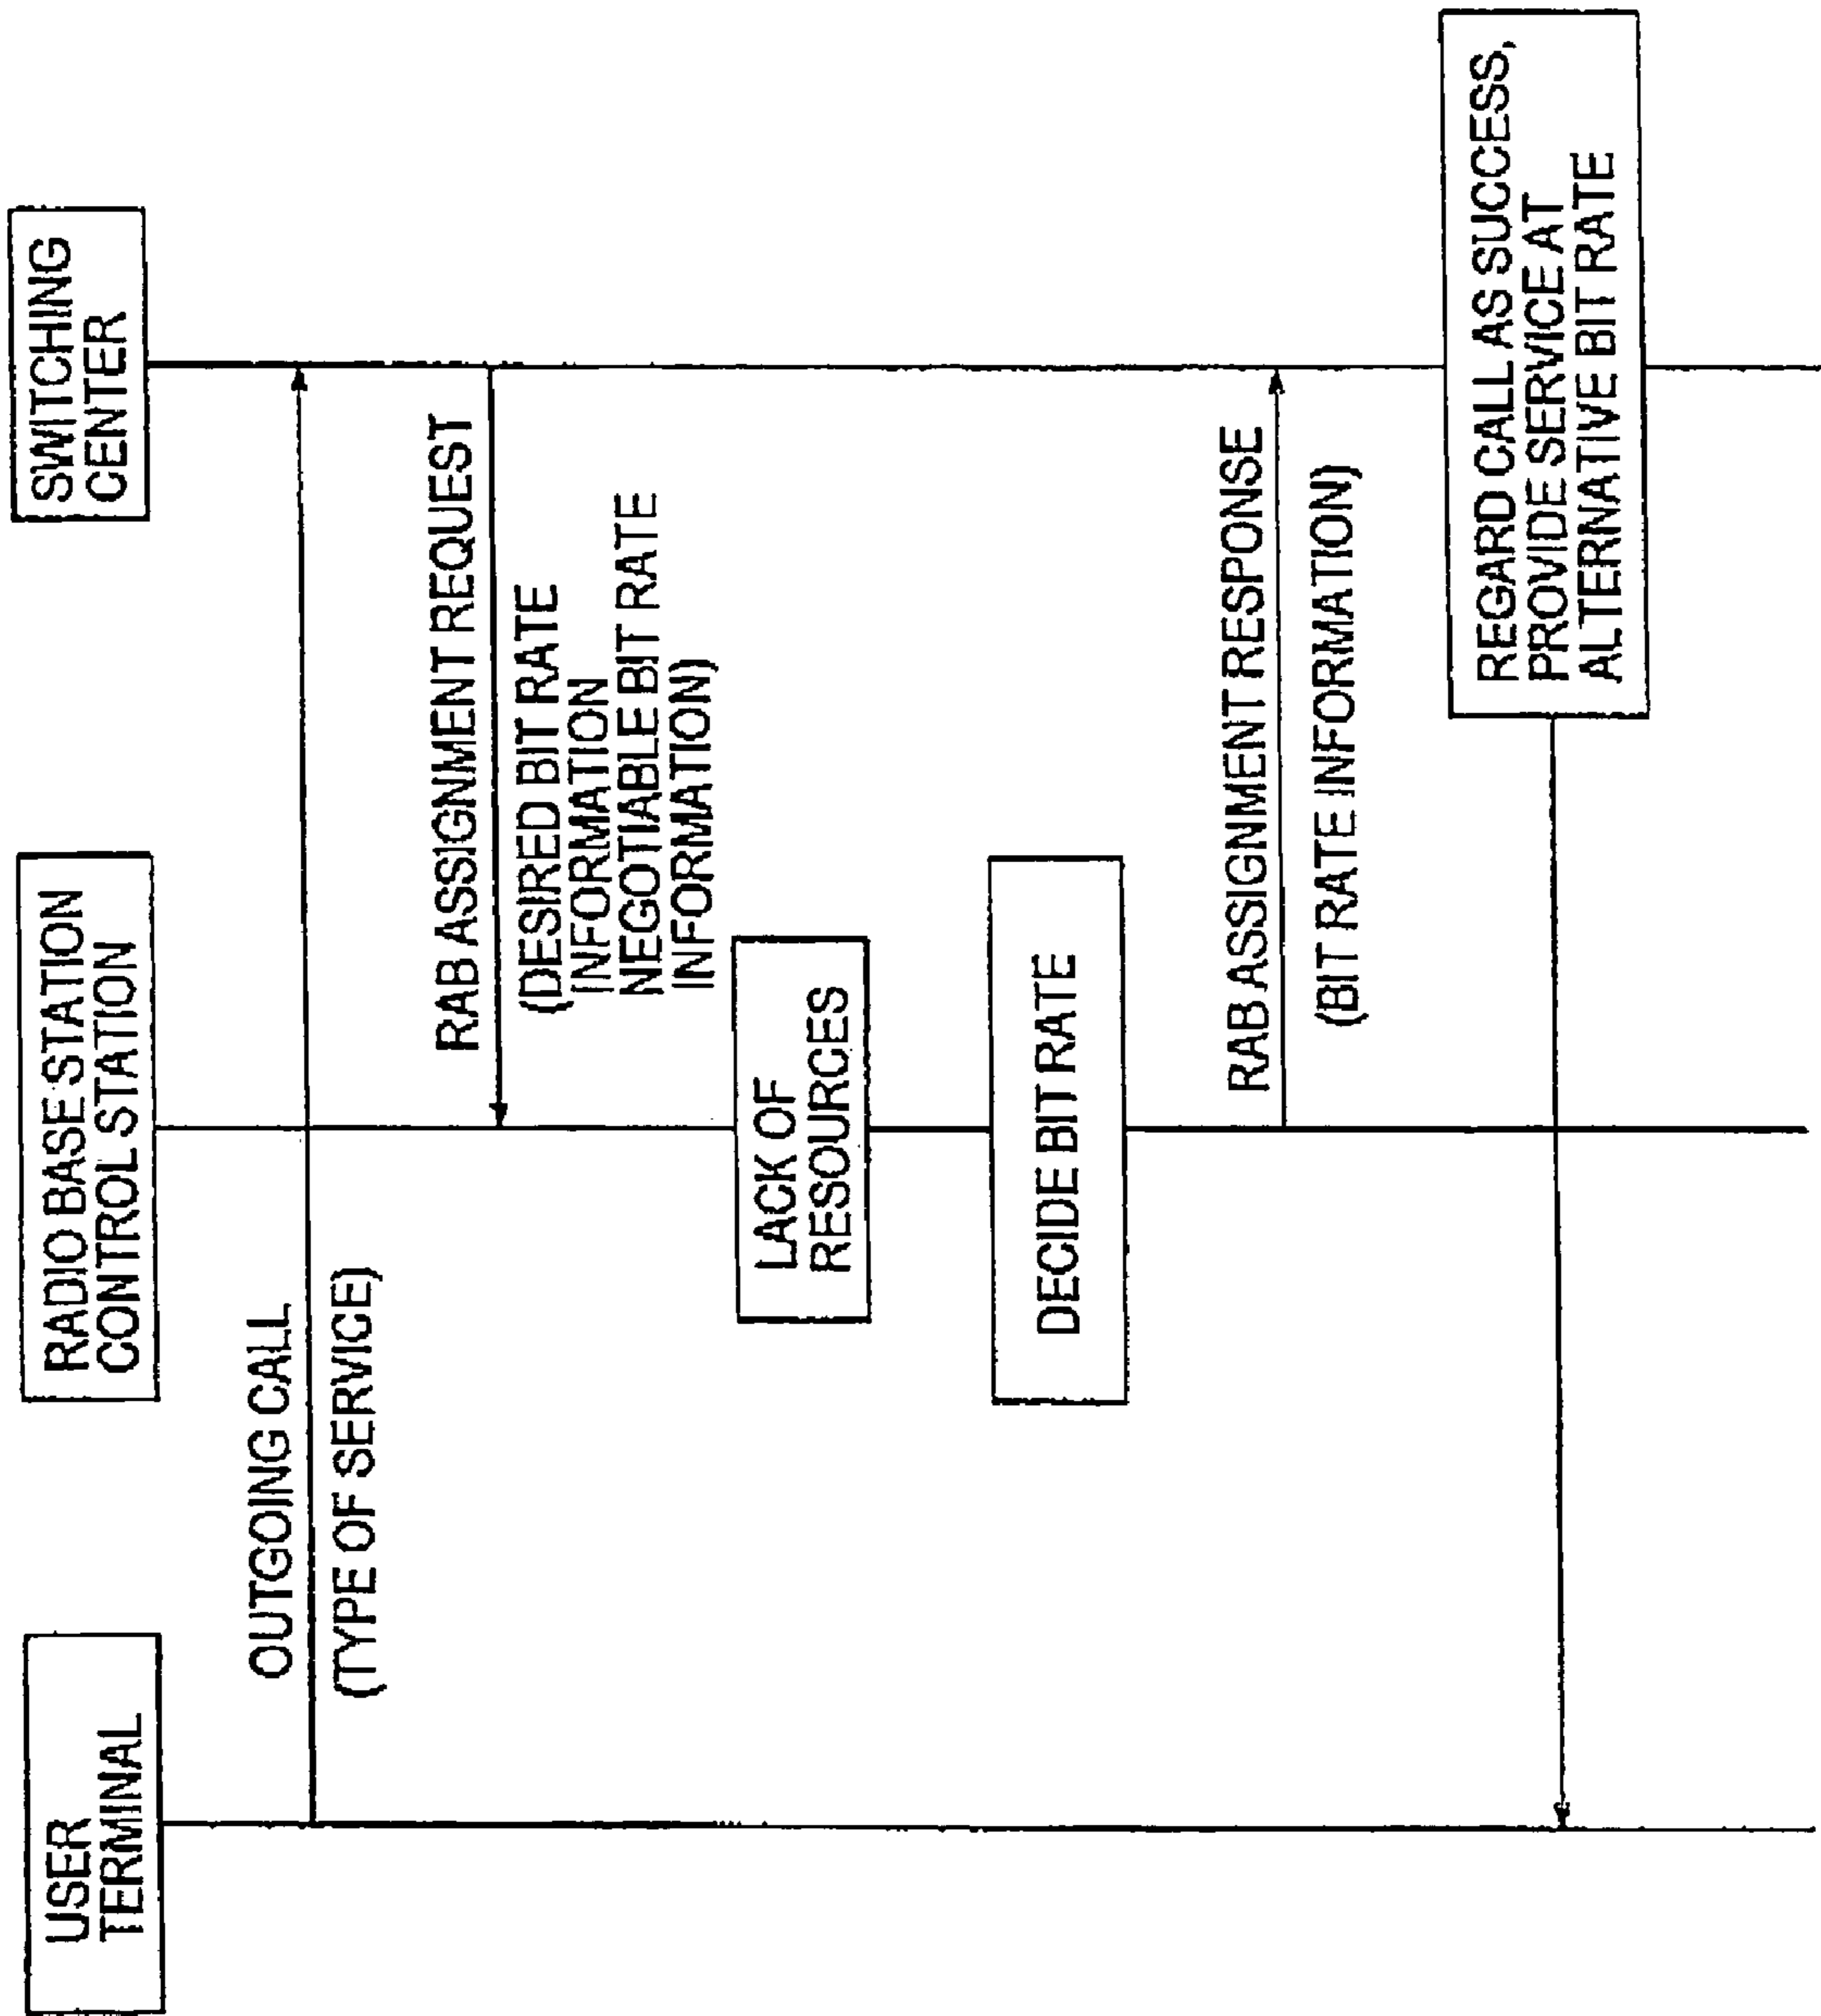 USER
TERMINAL
RADIO BASE STATION
CONTROL STATION
SWITCHING
CENTER
OUTGOING CALL
(TYPE OF SERVICE)
RAB ASSIGNMENT REQUEST
(DESIRED BIT RATE
INFORMATION
NEGOTIABLE BIT RATE
INFORMATION)
LACK OF
RESOURCES
DECIDE BIT RATE
RAB ASSIGNMENT RESPONSE
(BIT RATE INFORMATION)
REGARD CALL AS SUCCESS,
PROVIDE SERVICE AT
ALTERNATIVE BIT RATE